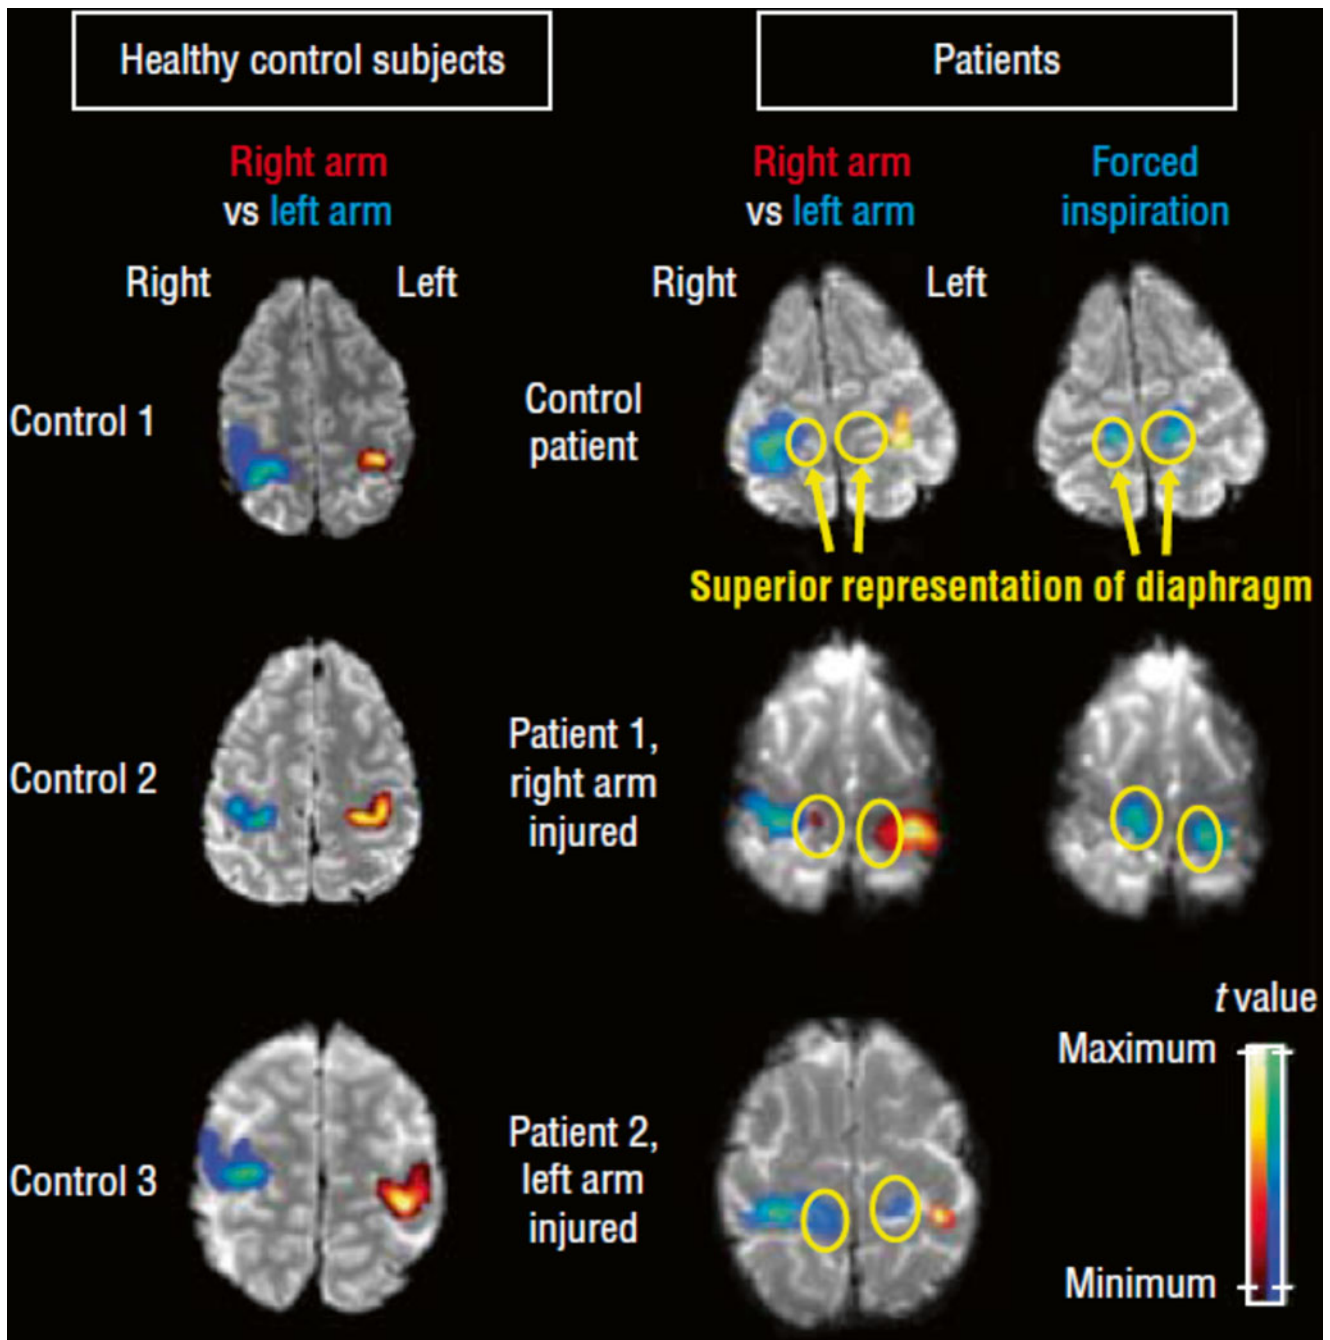 Healthy control subjects
Patients
Right arm
vs left arm
Right arm
vs left arm
Forced
inspiration
Right
Left
Right
Left
Control 1
Control
patient
Superior representation of diaphragm
Control 2
Patient 1,
right arm
injured
t value
Maximum
Control 3
Patient 2,
left arm
injured
Minimum